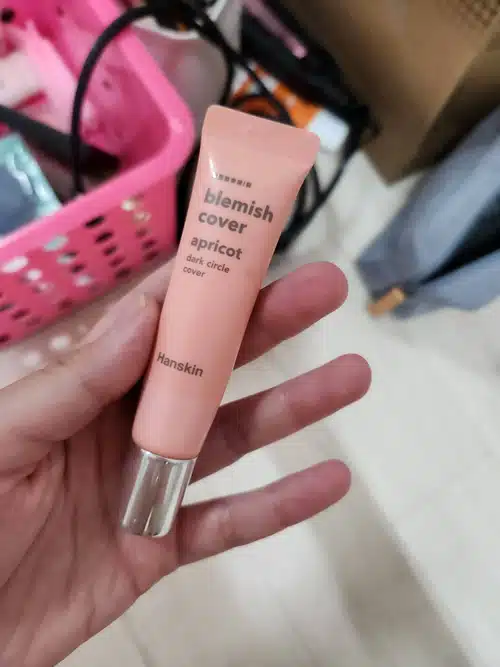 blemish
cover
apricot
dark circle
cover
Hanskin